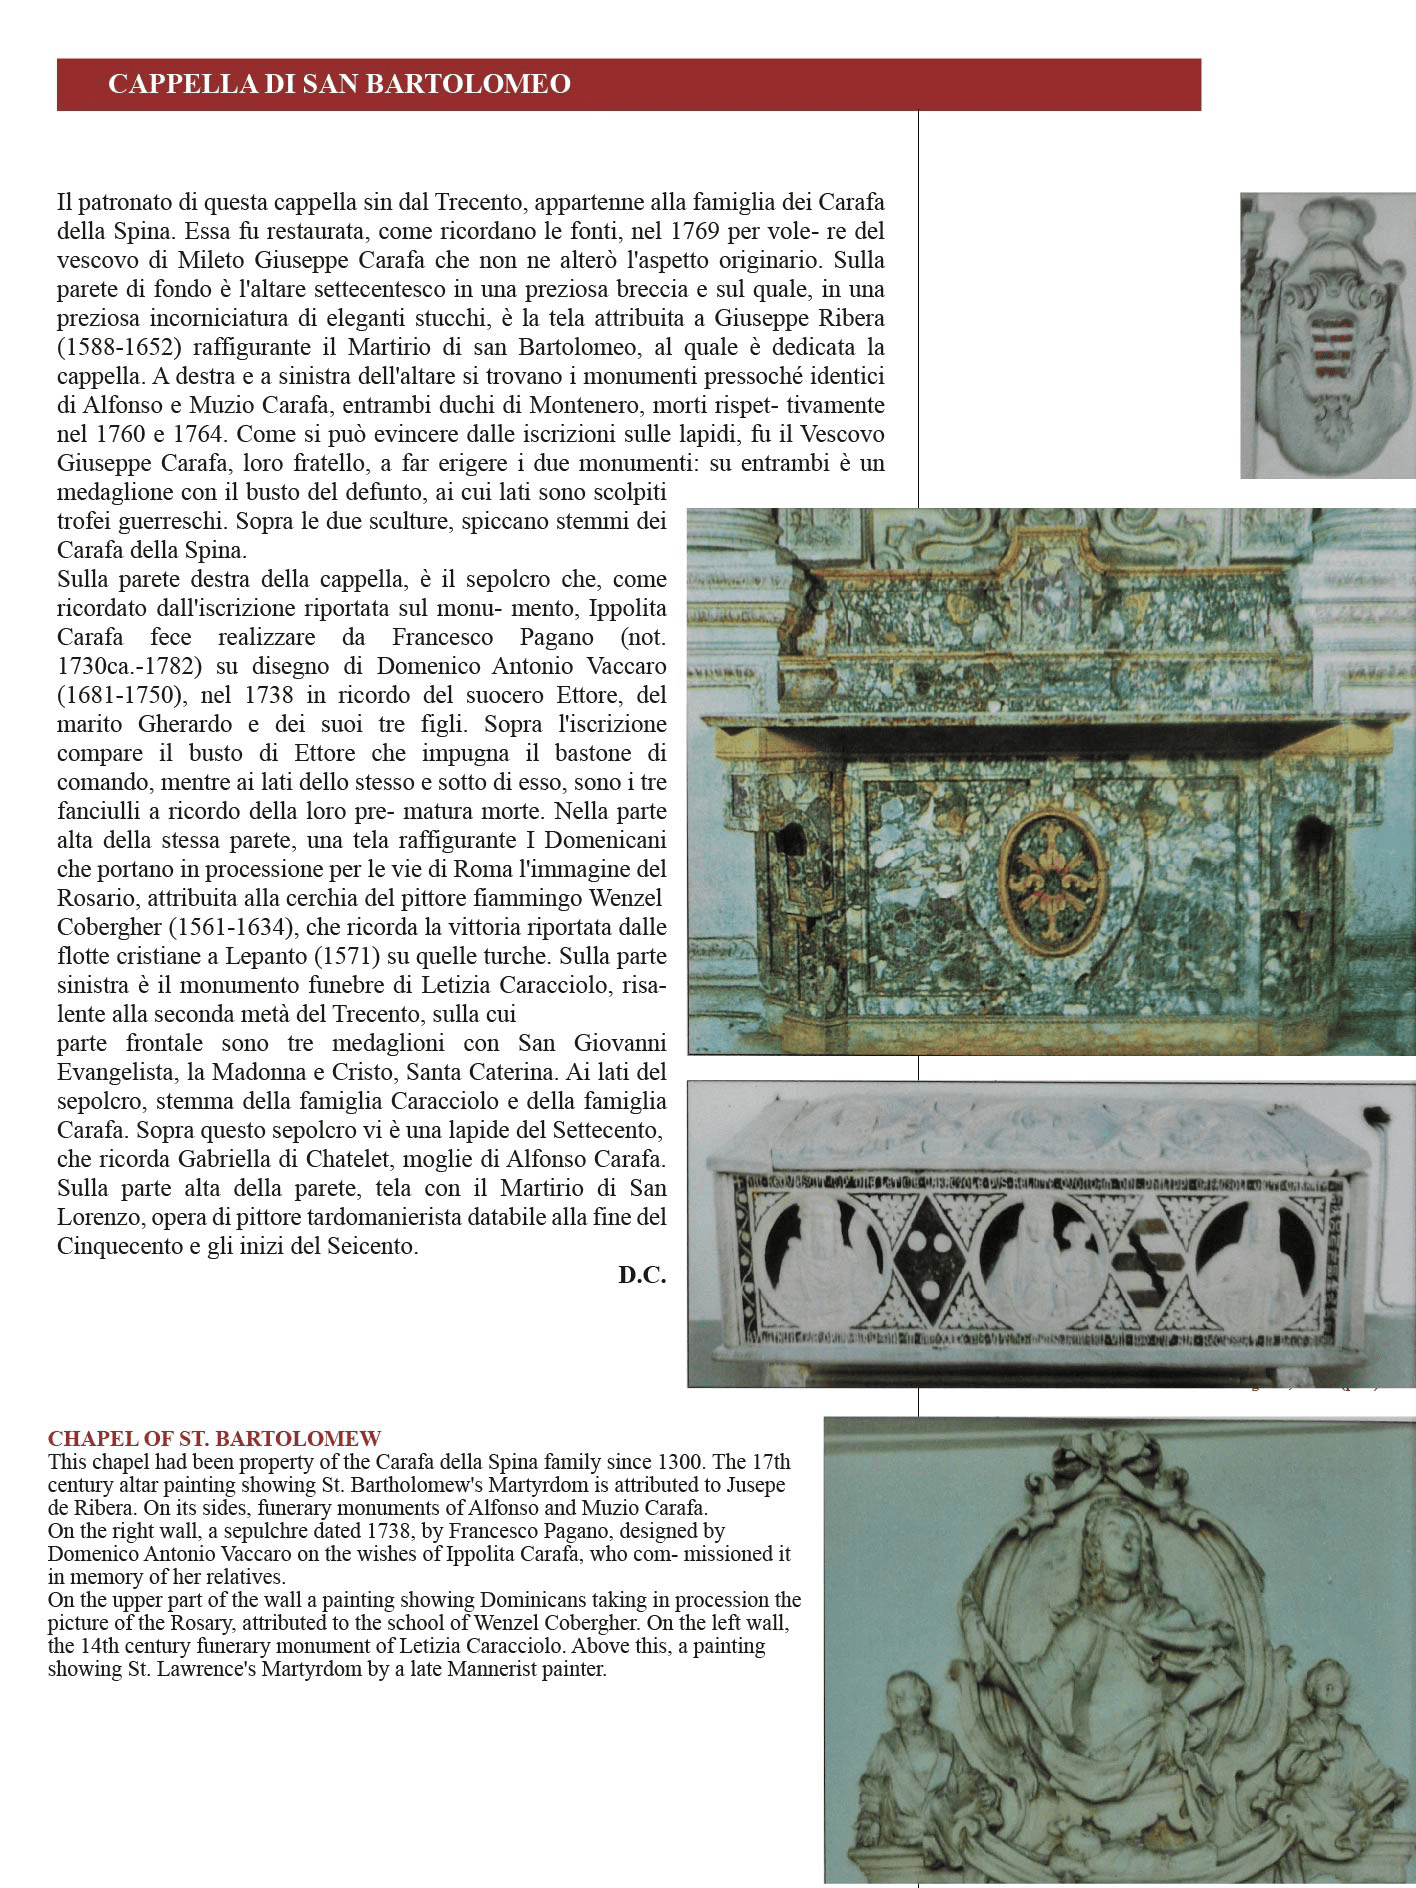 CAPPELLA DI SAN BARTOLOMEO
Il patronato di questa cappella sin dal Trecento, appartenne alla famiglia dei Carafa
della Spina. Essa fu restaurata, come ricordano le fonti, nel 1769 per vole- re del
vescovo di Mileto Giuseppe Carafa che non ne alterò l'aspetto originario. Sulla
parete di fondo è l'altare settecentesco in una preziosa breccia e sul quale, in una
preziosa incorniciatura di eleganti stucchi, è la tela attribuita a Giuseppe Ribera
(1588-1652) raffigurante il Martirio di san Bartolomeo, al quale è dedicata la
cappella. A destra e a sinistra dell'altare si trovano i monumenti pressoché identici
di Alfonso e Muzio Carafa, entrambi duchi di Montenero, morti rispet- tivamente
nel 1760 e 1764. Come si può evincere dalle iscrizioni sulle lapidi, fu il Vescovo
Giuseppe Carafa, loro fratello, a far erigere i due monumenti: su entrambi è un
medaglione con il busto del defunto, ai cui lati sono scolpiti
trofei guerreschi. Sopra le due sculture, spiccano stemmi dei
Carafa della Spina.
Sulla parete destra della cappella, è il sepolcro che, come
ricordato dall'iscrizione riportata sul monu- mento, Ippolita
Carafa fece realizzare da Francesco Pagano (not.
1730ca.-1782) su disegno di Domenico Antonio Vaccaro
(1681-1750), nel 1738 in ricordo del suocero Ettore, del
marito Gherardo e dei suoi tre figli. Sopra l'iscrizione
compare il busto di Ettore che impugna il bastone di
comando, mentre ai lati dello stesso e sotto di esso, sono i tre
fanciulli a ricordo della loro pre- matura morte. Nella parte
alta della stessa parete, una tela raffigurante I Domenicani
che portano in processione per le vie di Roma l'immagine del
Rosario, attribuita alla cerchia del pittore fiammingo Wenzel
Cobergher (1561-1634), che ricorda la vittoria riportata dalle
flotte cristiane a Lepanto (1571) su quelle turche. Sulla parte
sinistra è il monumento funebre di Letizia Caracciolo, risa-
lente alla seconda metà del Trecento, sulla cui
parte frontale sono tre medaglioni con San Giovanni
Evangelista, la Madonna e Cristo, Santa Caterina. Ai lati del
sepolcro, stemma della famiglia Caracciolo e della famiglia
Carafa. Sopra questo sepolcro vi è una lapide del Settecento,
che ricorda Gabriella di Chatelet, moglie di Alfonso Carafa.
Sulla parte alta della parete, tela con il Martirio di San
Lorenzo, opera di pittore tardomanierista databile alla fine del
Cinquecento e gli inizi del Seicento.
D.C.
CHAPEL OF ST. BARTOLOMEW
This chapel had been property of the Carafa della Spina family since 1300. The 17th
century altar painting showing St. Bartholomew's Martyrdom is attributed to Jusepe
de Ribera. On its sides, funerary monuments of Alfonso and Muzio Carafa.
On the right wall, a sepulchre dated 1738, by Francesco Pagano, designed by
Domenico Antonio Vaccaro on the wishes of Ippolita Carafa, who com- missioned it
in memory of her relatives.
On the upper part of the wall a painting showing Dominicans taking in procession the
picture of the Rosary, attributed to the school of Wenzel Cobergher. On the left wall,
the 14th century funerary monument of Letizia Caracciolo. Above this, a painting
showing St. Lawrence's Martyrdom by a late Mannerist painter.